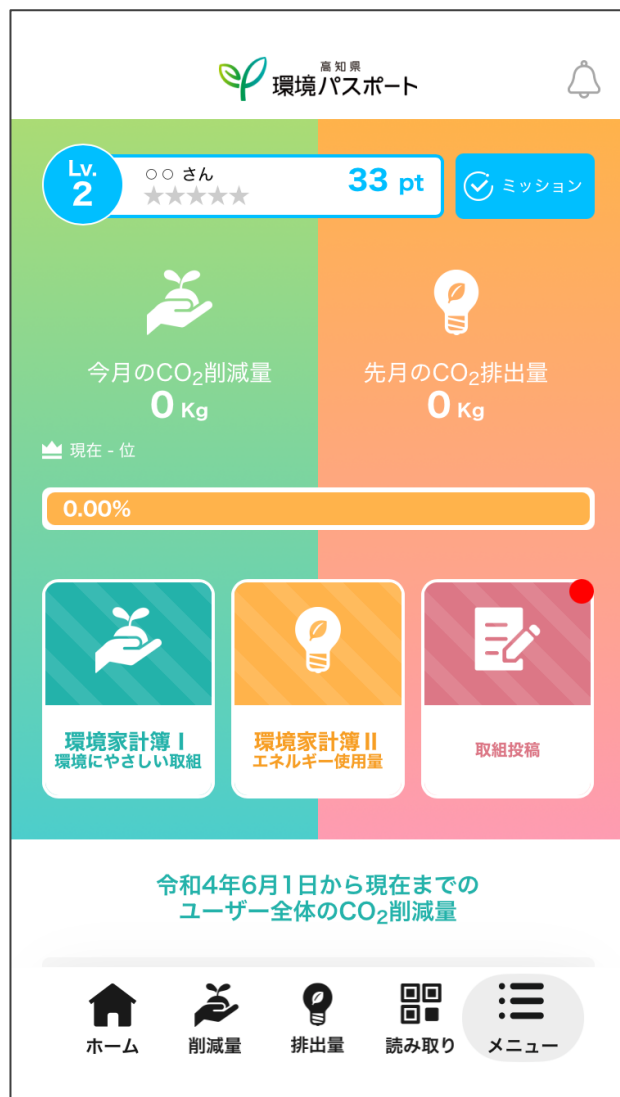 高知県
環境パスポート
Lv.
2
○○ さん
★★★★★
33 pt
ミッション
今月のCO₂削減量
0 Kg
先月のCO₂排出量
0 Kg
現在 - 位
0.00%
環境家計簿Ⅰ
環境にやさしい取組
環境家計簿Ⅱ
エネルギー使用量
取組投稿
令和4年6月1日から現在までの
ユーザー全体のCO₂削減量
ホーム
削減量
排出量
読み取り
メニュー